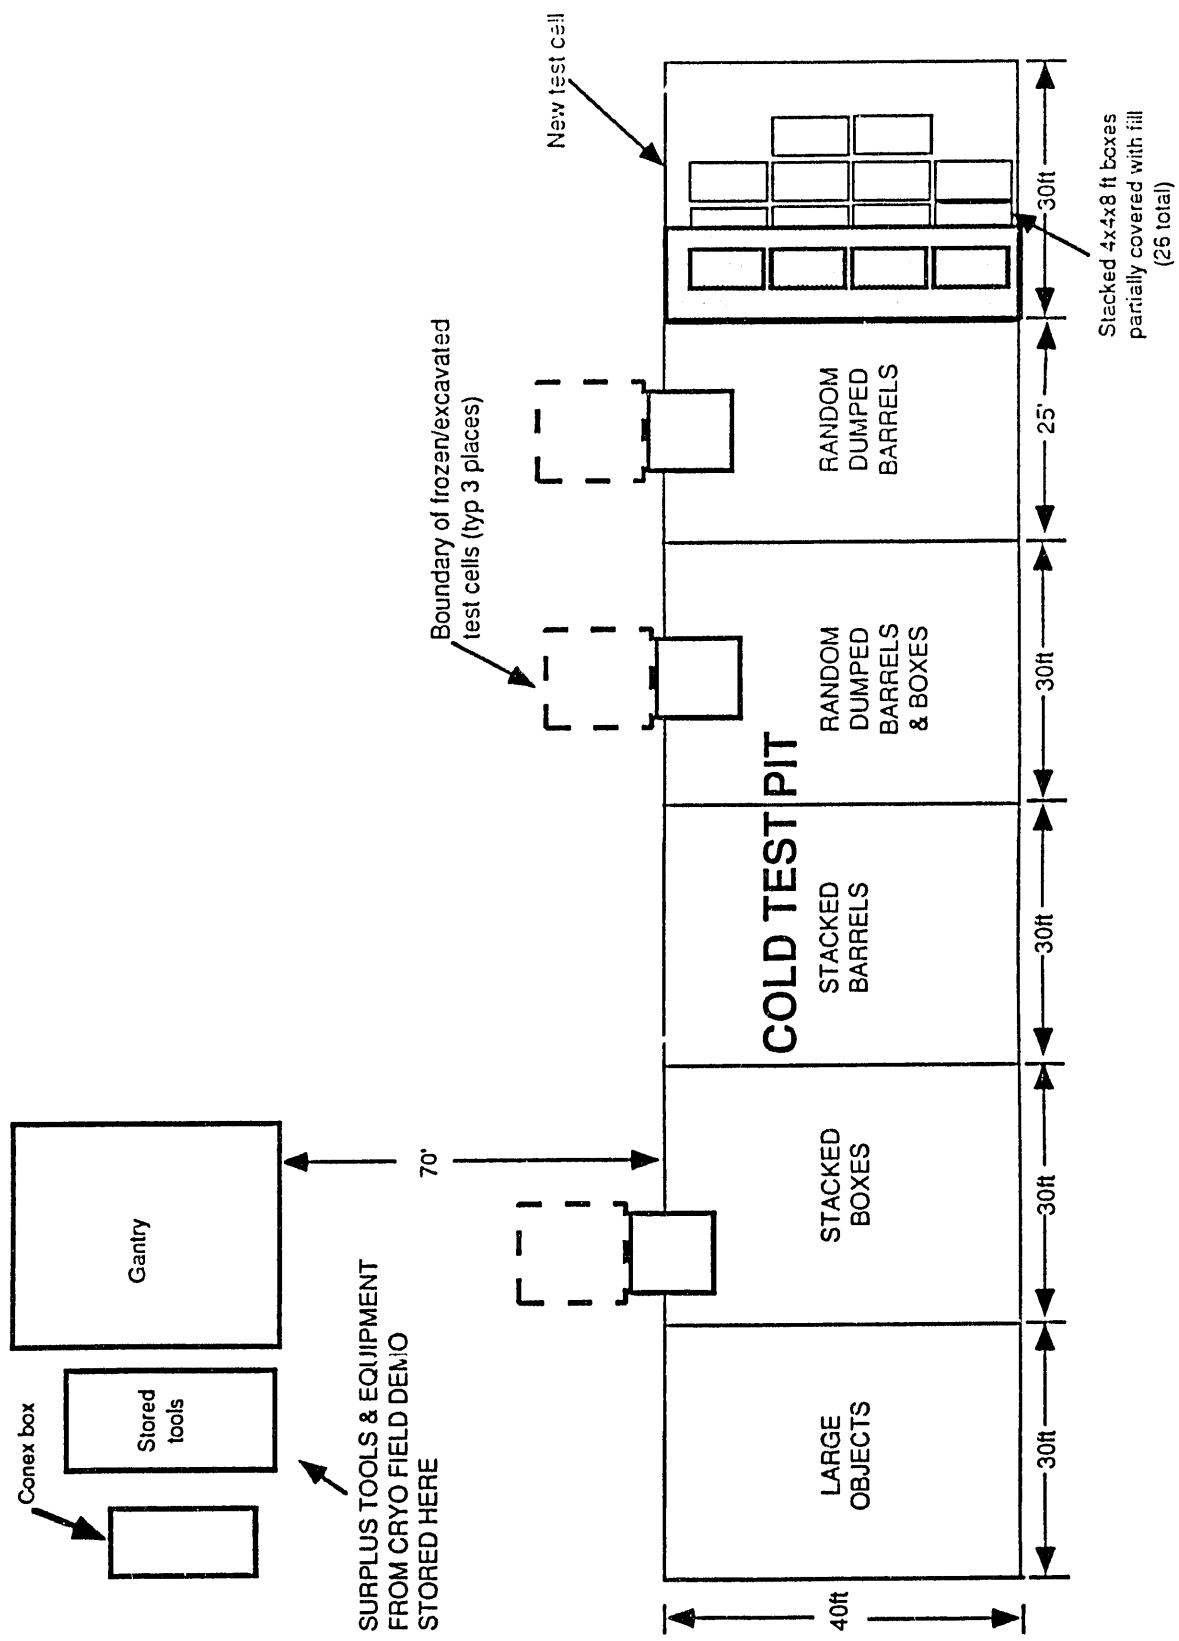 Conex box
Stored
tools
Gantry
SURPLUS TOOLS & EQUIPMENT
FROM CRYO FIELD DEMO
STORED HERE
70'
Boundary of frozen/excavated
test cells (typ 3 places)
New test cell
COLD TEST PIT
LARGE
OBJECTS
STACKED
BOXES
STACKED
BARRELS
RANDOM
DUMPED
BARRELS
& BOXES
RANDOM
DUMPED
BARRELS
40ft
30ft
30ft
30ft
30ft
25'
30ft
Stacked 4x4x8 ft boxes
partially covered with fill
(26 total)